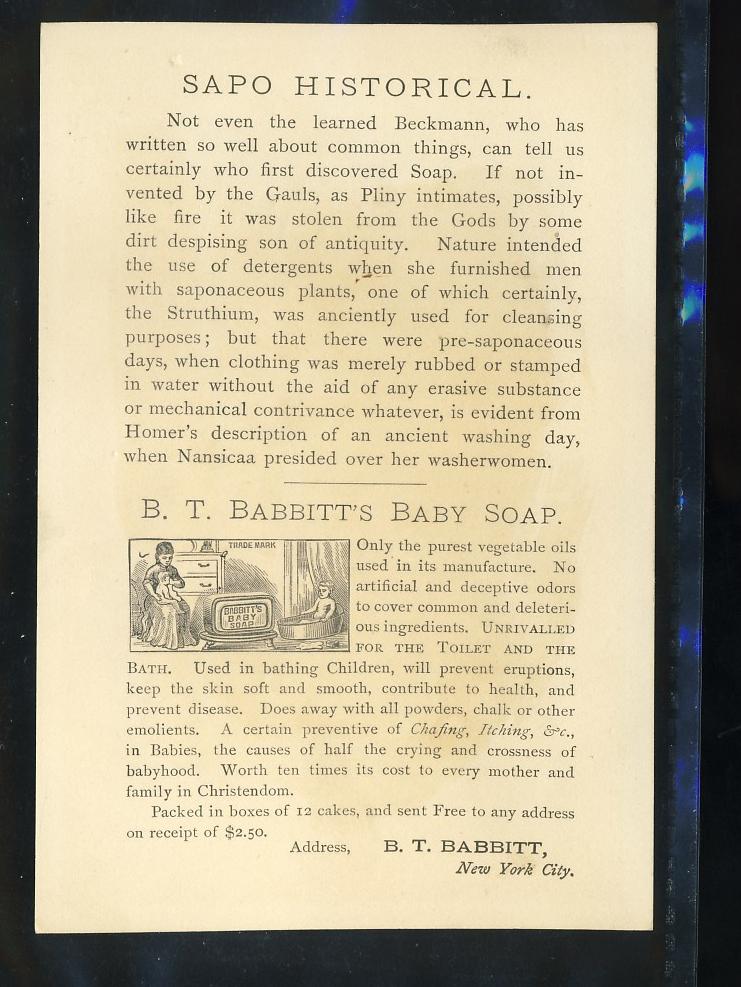 SAPO HISTORICAL.
Not even the learned Beckmann, who has
written so well about common things, can tell us
certainly who first discovered Soap. If not in-
vented by the Gauls, as Pliny intimates, possibly
like fire it was stolen from the Gods by some
dirt despising son of antiquity. Nature intended
the use of detergents when she furnished men
with saponaceous plants, one of which certainly,
the Struthium, was anciently used for cleansing
purposes; but that there were pre-saponaceous
days, when clothing was merely rubbed or stamped
in water without the aid of any erasive substance
or mechanical contrivance whatever, is evident from
Homer's description of an ancient washing day,
when Nansicaa presided over her washerwomen.
B. T. BABBITT'S BABY SOAP.
TRADE MARK
BABBITT'S
BABY
SOAP
Only the purest vegetable oils
used in its manufacture. No
artificial and deceptive odors
to cover common and deleteri-
ous ingredients. UNRIVALLED
FOR THE TOILET AND THE
BATH. Used in bathing Children, will prevent eruptions,
keep the skin soft and smooth, contribute to health, and
prevent disease. Does away with all powders, chalk or other
emolients. A certain preventive of Chafing, Itching, &c.,
in Babies, the causes of half the crying and crossness of
babyhood. Worth ten times its cost to every mother and
family in Christendom.
Packed in boxes of 12 cakes, and sent Free to any address
on receipt of $2.50.
Address, B. T. BABBITT,
New York City.